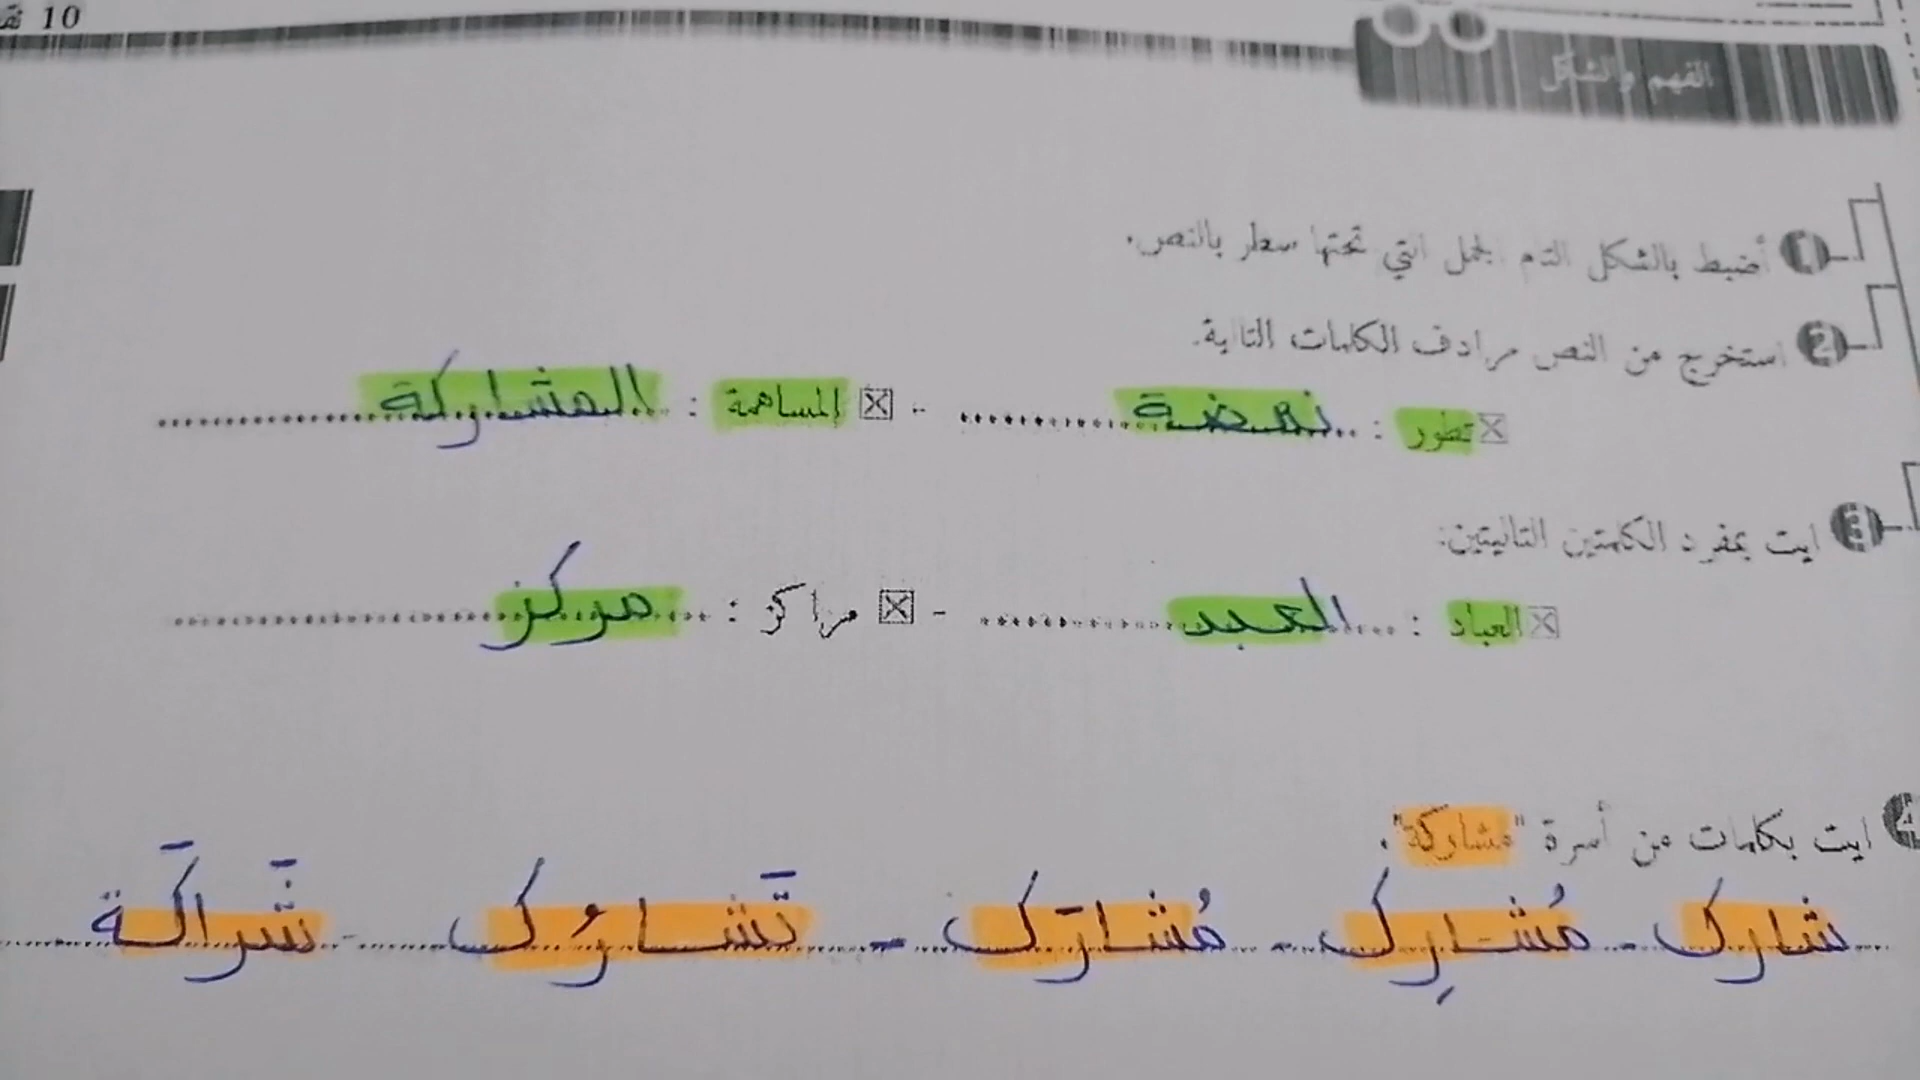 10
الفهم والشكل
1 أضبط بالشكل التام الجمل التي تحتها سطر بالنص.
2 استخرج من النص مرادف الكلمات التالية.
تطور : نهضة - المساهمة : المشاركة
3 ايت بمفرد الكلمتين التاليتين:
العباد : العبد - مراكز : مركز
4 ايت بكلمات من أسرة "مشاركة".
شارك - مُشارِك - مُشارَك - تَشارُك - شَراكَة